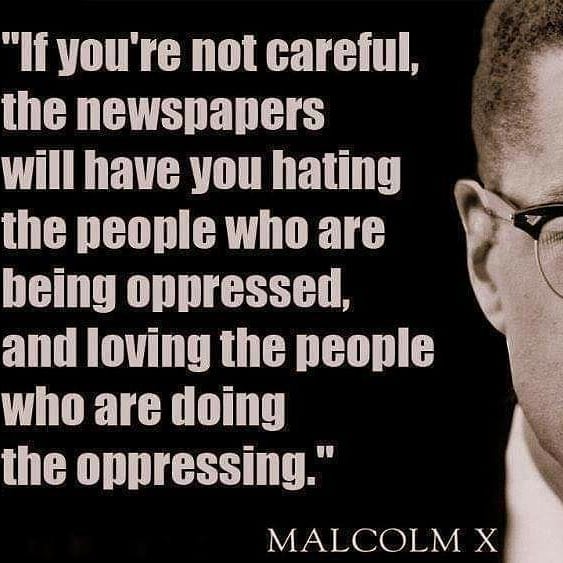 "If you're not careful,
the newspapers
will have you hating
the people who are
being oppressed,
and loving the people
who are doing
the oppressing."
MALCOLM X